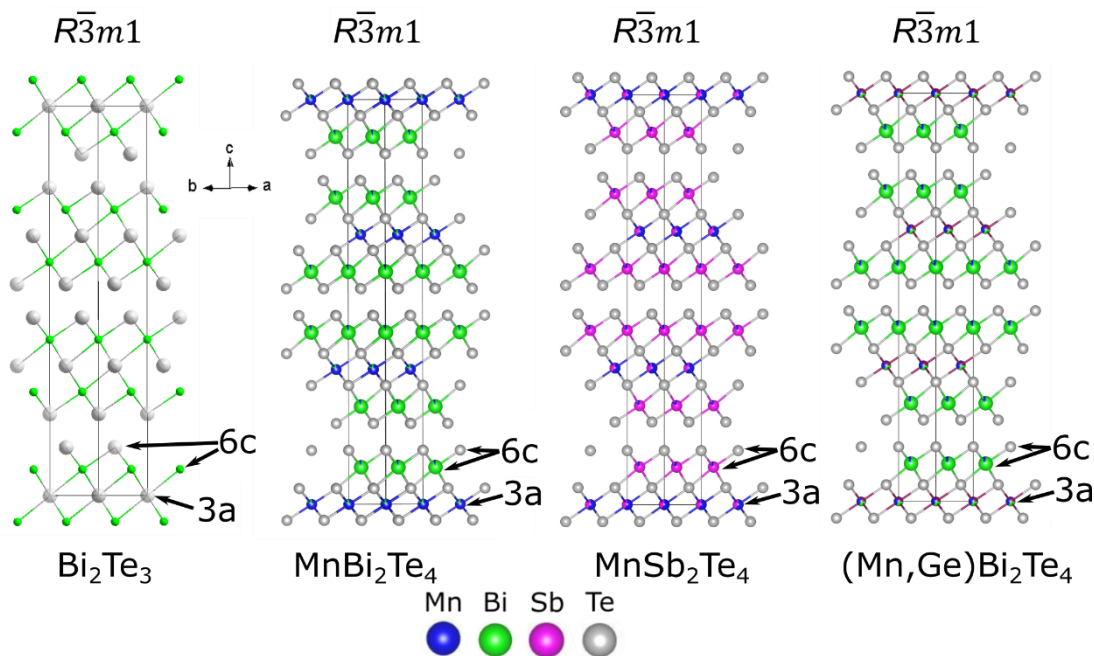 R3̅m1 R3̅m1 R3̅m1 R3̅m1
c
b a
6c 6c 6c 6c
3a 3a 3a 3a
Bi₂Te₃ MnBi₂Te₄ MnSb₂Te₄ (Mn,Ge)Bi₂Te₄
Mn Bi Sb Te